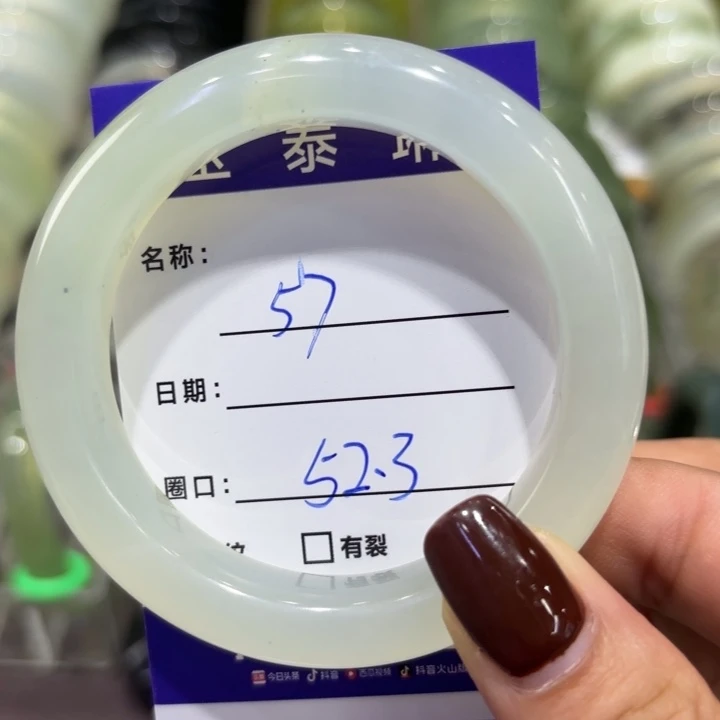 泰
名称: 57
日期:
圈口: 52.3
□有裂
今日头条 抖音 西瓜视频 抖音火山